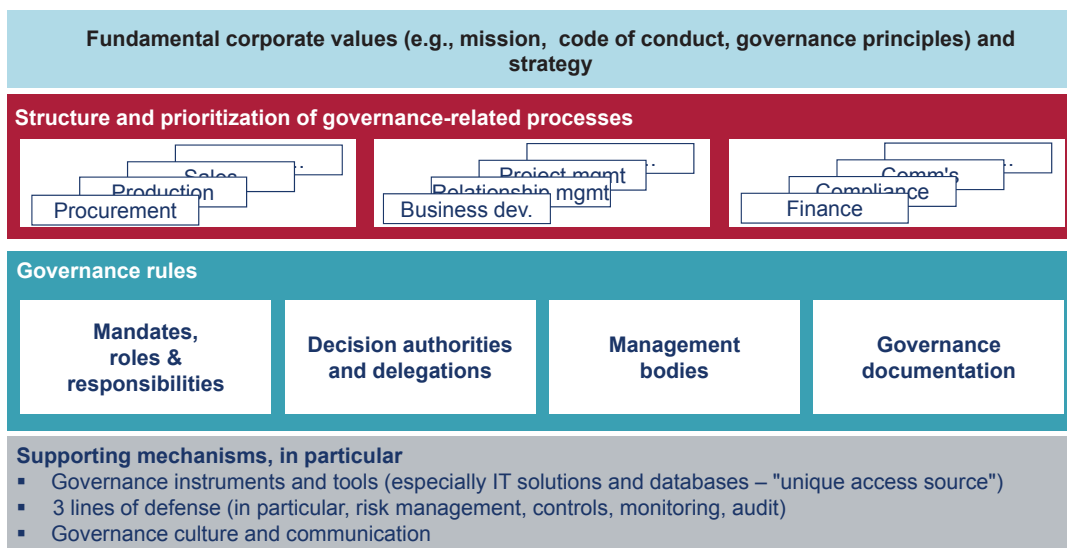 Fundamental corporate values (e.g., mission, code of conduct, governance principles) and
strategy
Structure and prioritization of governance-related processes
...
Sales
Production
Procurement
...
Project mgmt
Relationship mgmt
Business dev.
...
Comm's
Compliance
Finance
Governance rules
Mandates,
roles &
responsibilities
Decision authorities
and delegations
Management
bodies
Governance
documentation
Supporting mechanisms, in particular
▪ Governance instruments and tools (especially IT solutions and databases – "unique access source")
▪ 3 lines of defense (in particular, risk management, controls, monitoring, audit)
▪ Governance culture and communication